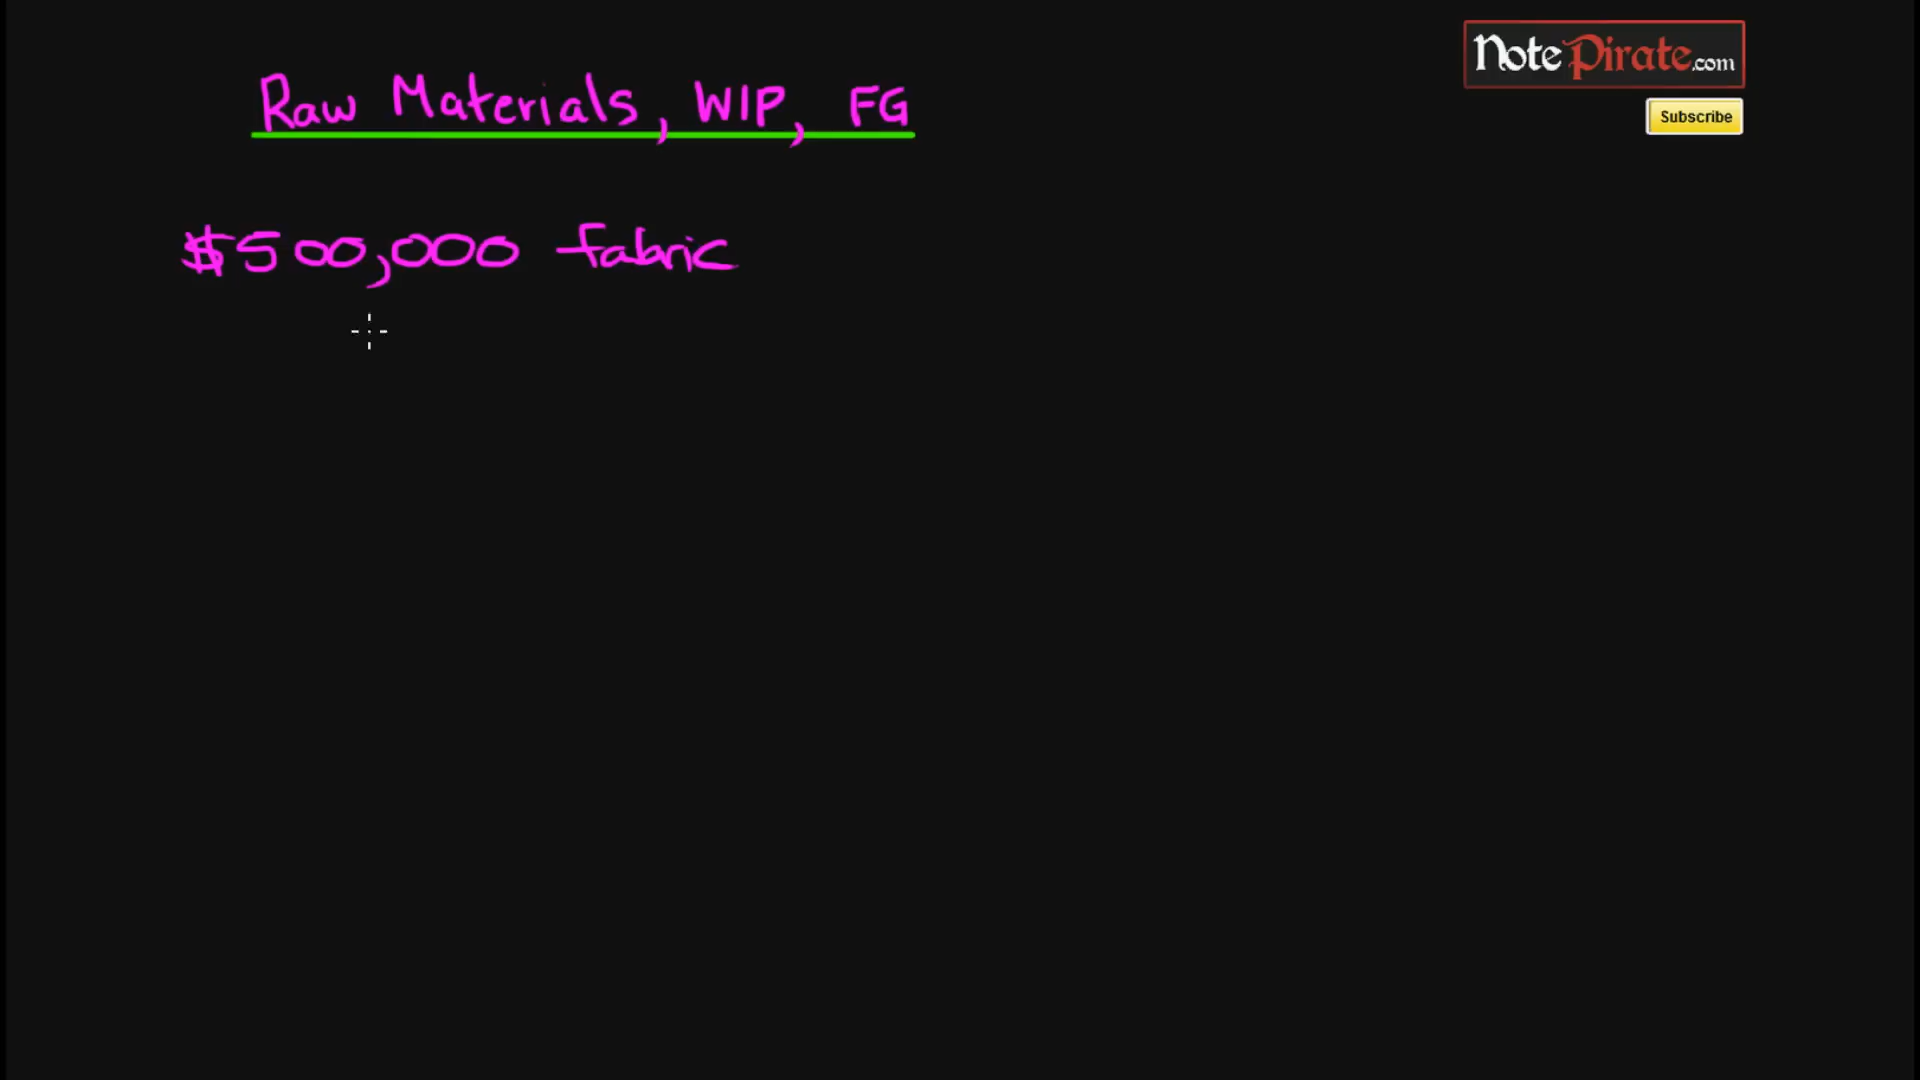 Raw Materials, WIP, FG
NotePirate.com
Subscribe
$500,000 fabric